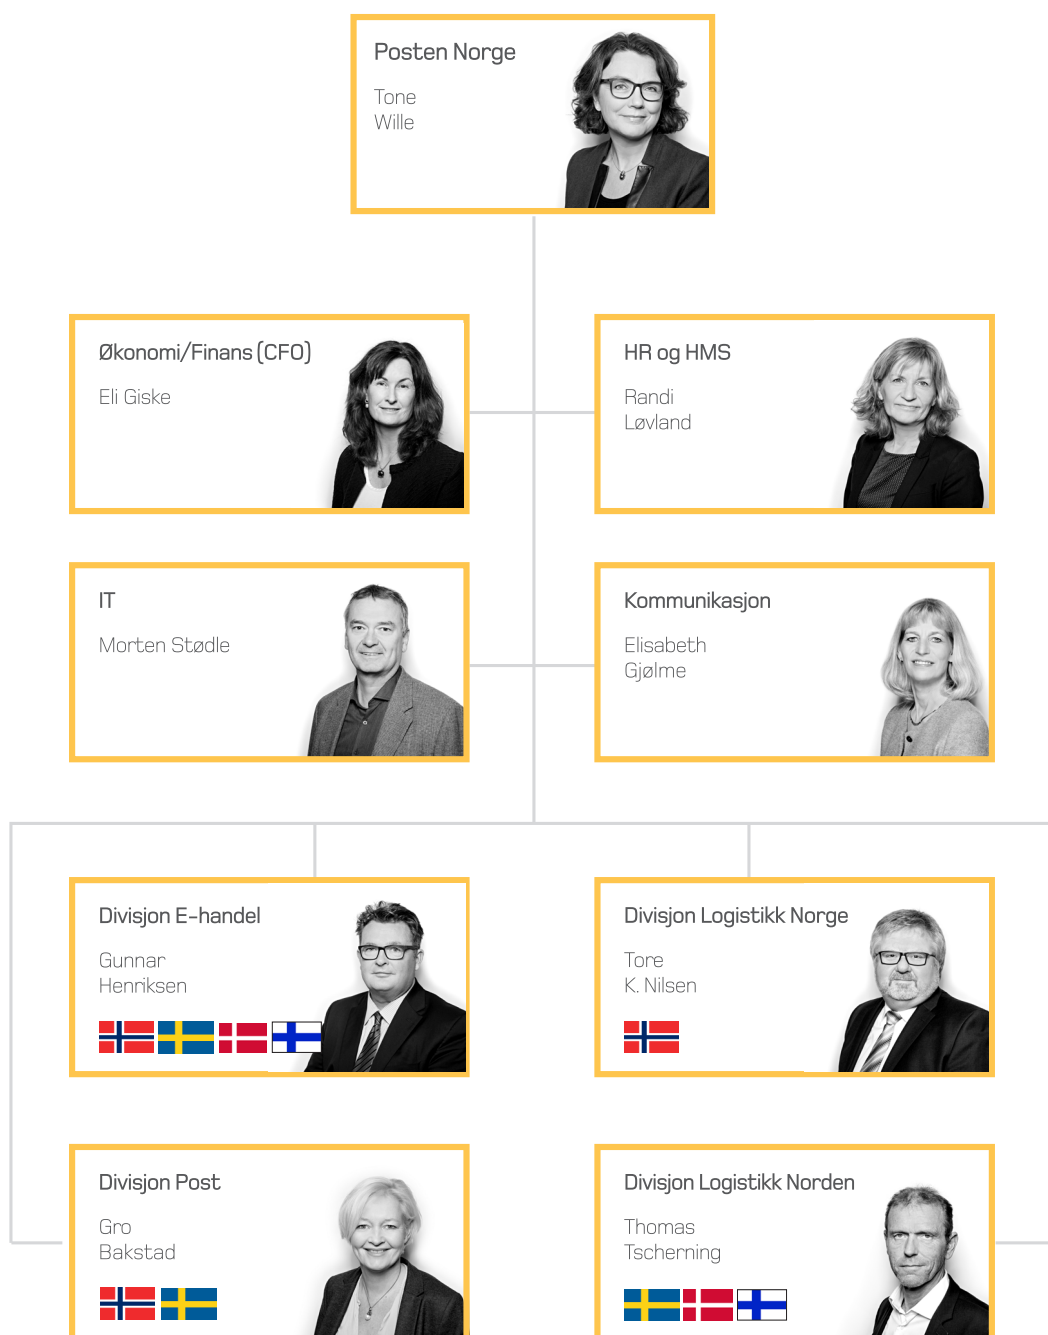 Posten Norge
Tone
Wille
Økonomi/Finans (CFO)
Eli Giske
HR og HMS
Randi
Løvland
IT
Morten Stødle
Kommunikasjon
Elisabeth
Gjølme
Divisjon E-handel
Gunnar
Henriksen
Divisjon Logistikk Norge
Tore
K. Nilsen
Divisjon Post
Gro
Bakstad
Divisjon Logistikk Norden
Thomas
Tscherning